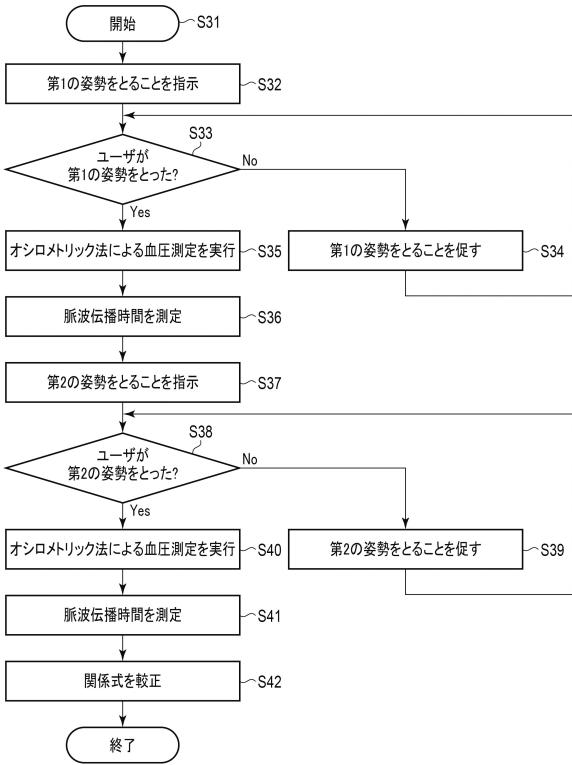 開始
S31
第1の姿勢をとることを指示
S32
S33
ユーザが
第1の姿勢をとった?
No
Yes
オシロメトリック法による血圧測定を実行
S35
第1の姿勢をとることを促す
S34
脈波伝播時間を測定
S36
第2の姿勢をとることを指示
S37
S38
ユーザが
第2の姿勢をとった?
No
Yes
オシロメトリック法による血圧測定を実行
S40
第2の姿勢をとることを促す
S39
脈波伝播時間を測定
S41
関係式を較正
S42
終了